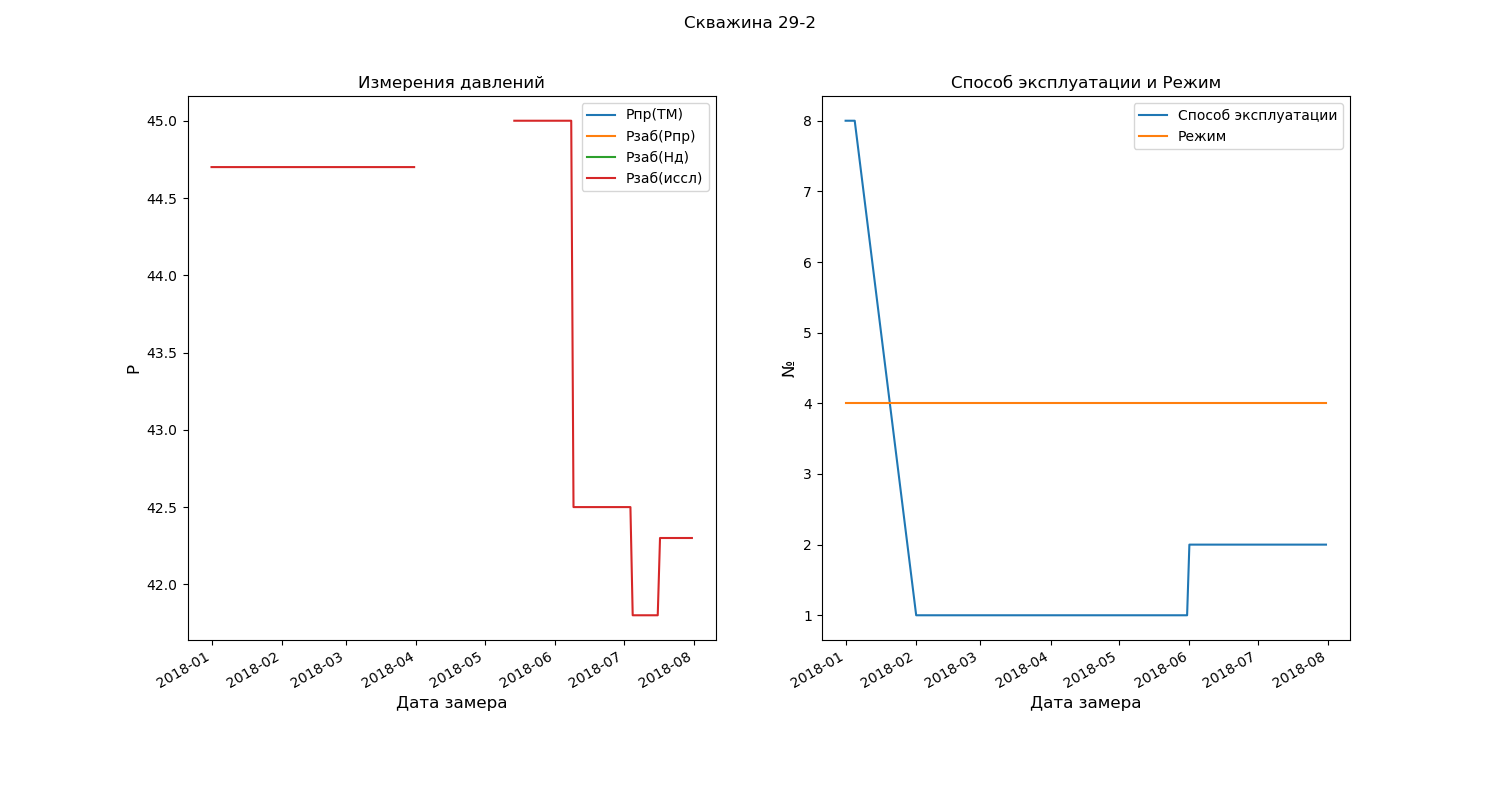 Скважина 29-2
Измерения давлений
Рпр(ТМ)
Рзаб(Рпр)
Рзаб(Нд)
Рзаб(иссл)
45.0
44.5
44.0
43.5
43.0
42.5
42.0
Р
2018-01
2018-02
2018-03
2018-04
2018-05
2018-06
2018-07
2018-08
Дата замера
Способ эксплуатации и Режим
Способ эксплуатации
Режим
8
7
6
5
4
3
2
1
№
2018-01
2018-02
2018-03
2018-04
2018-05
2018-06
2018-07
2018-08
Дата замера